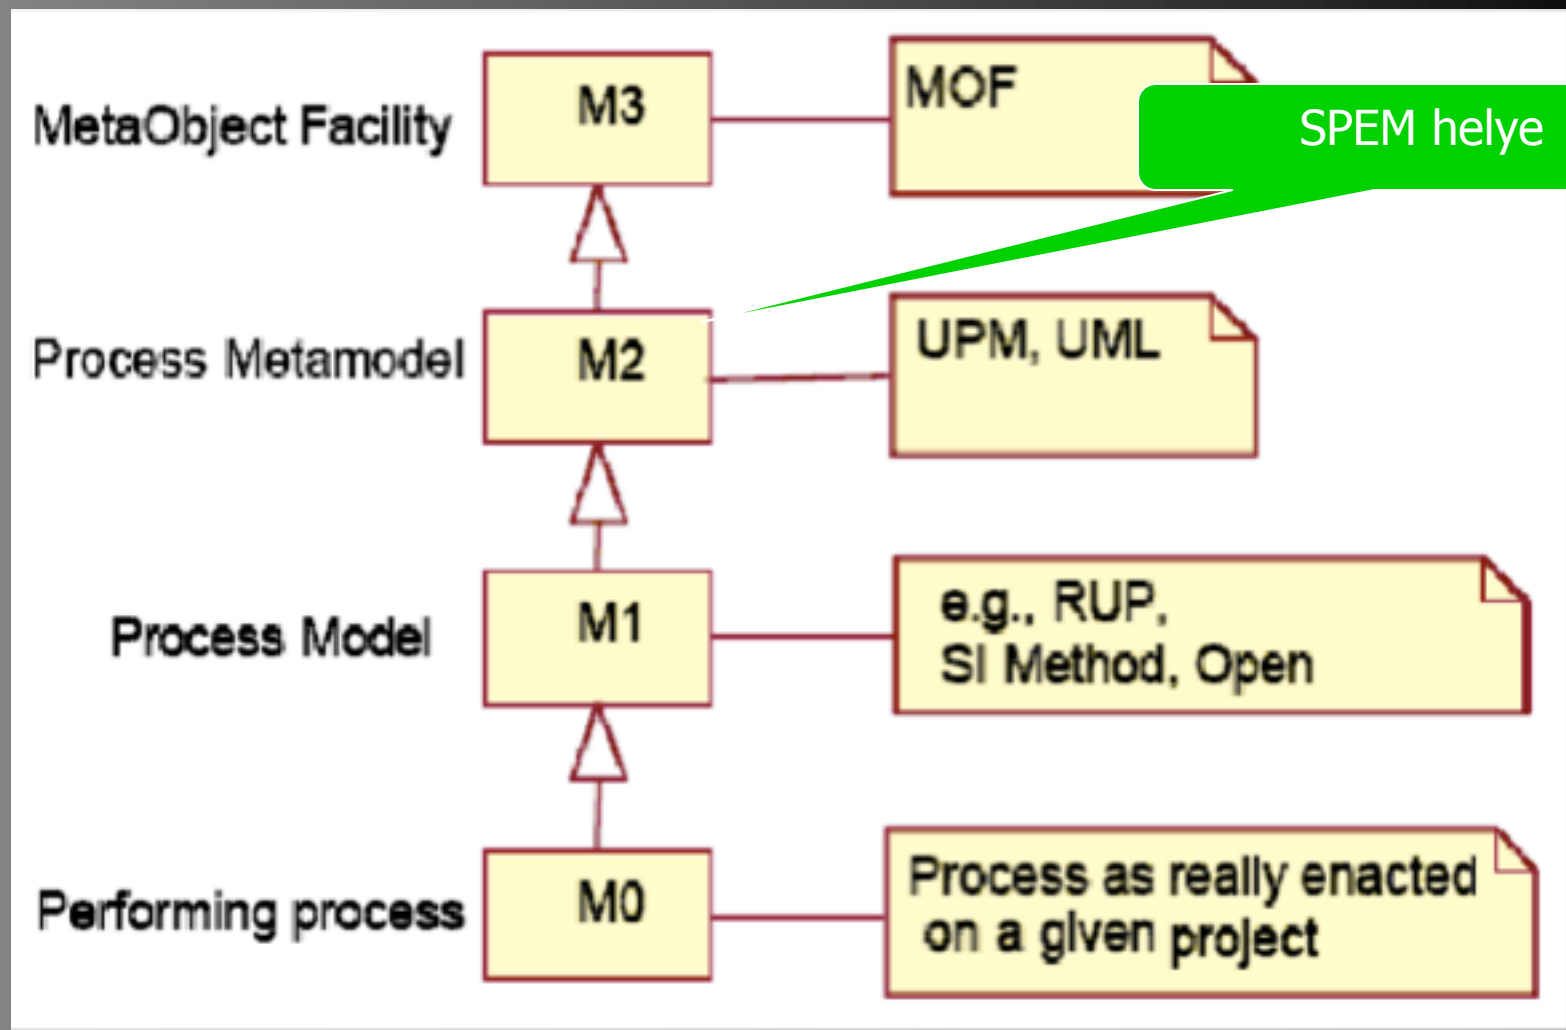 MetaObject Facility
M3
MOF
SPEM helye
Process Metamodel
M2
UPM, UML
Process Model
M1
e.g., RUP,
SI Method, Open
Performing process
M0
Process as really enacted
on a given project